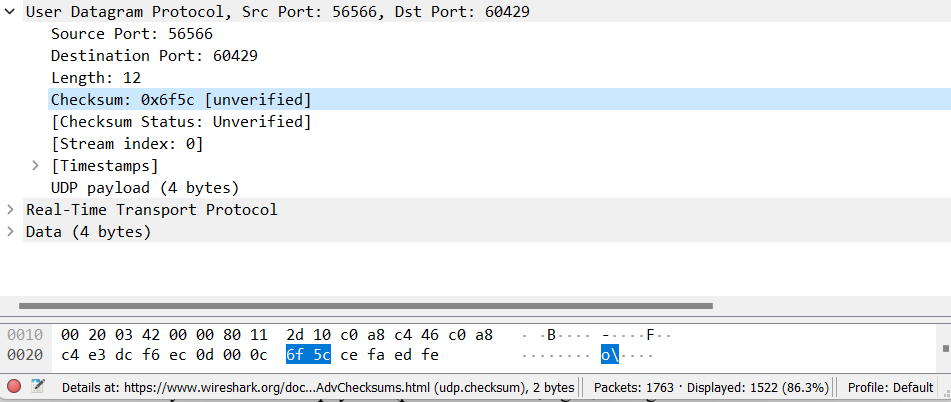 User Datagram Protocol, Src Port: 56566, Dst Port: 60429
Source Port: 56566
Destination Port: 60429
Length: 12
Checksum: 0x6f5c [unverified]
[Checksum Status: Unverified]
[Stream index: 0]
[Timestamps]
UDP payload (4 bytes)
Real-Time Transport Protocol
Data (4 bytes)
0010 00 20 03 42 00 00 80 11 2d 10 c0 a8 c4 46 c0 a8 · ·B···· -····F··
0020 c4 e3 dc f6 ec 0d 00 0c 6f 5c ce fa ed fe ········ o\····
Details at: https://www.wireshark.org/doc...AdvChecksums.html (udp.checksum), 2 bytes Packets: 1763 · Displayed: 1522 (86.3%) Profile: Default